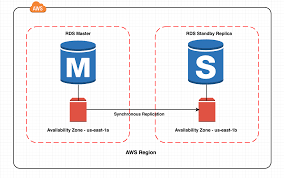 AWS
RDS Master
RDS Standby Replica
M
S
Synchronous Replication
Availability Zone - us-east-1a
Availability Zone - us-east-1b
AWS Region